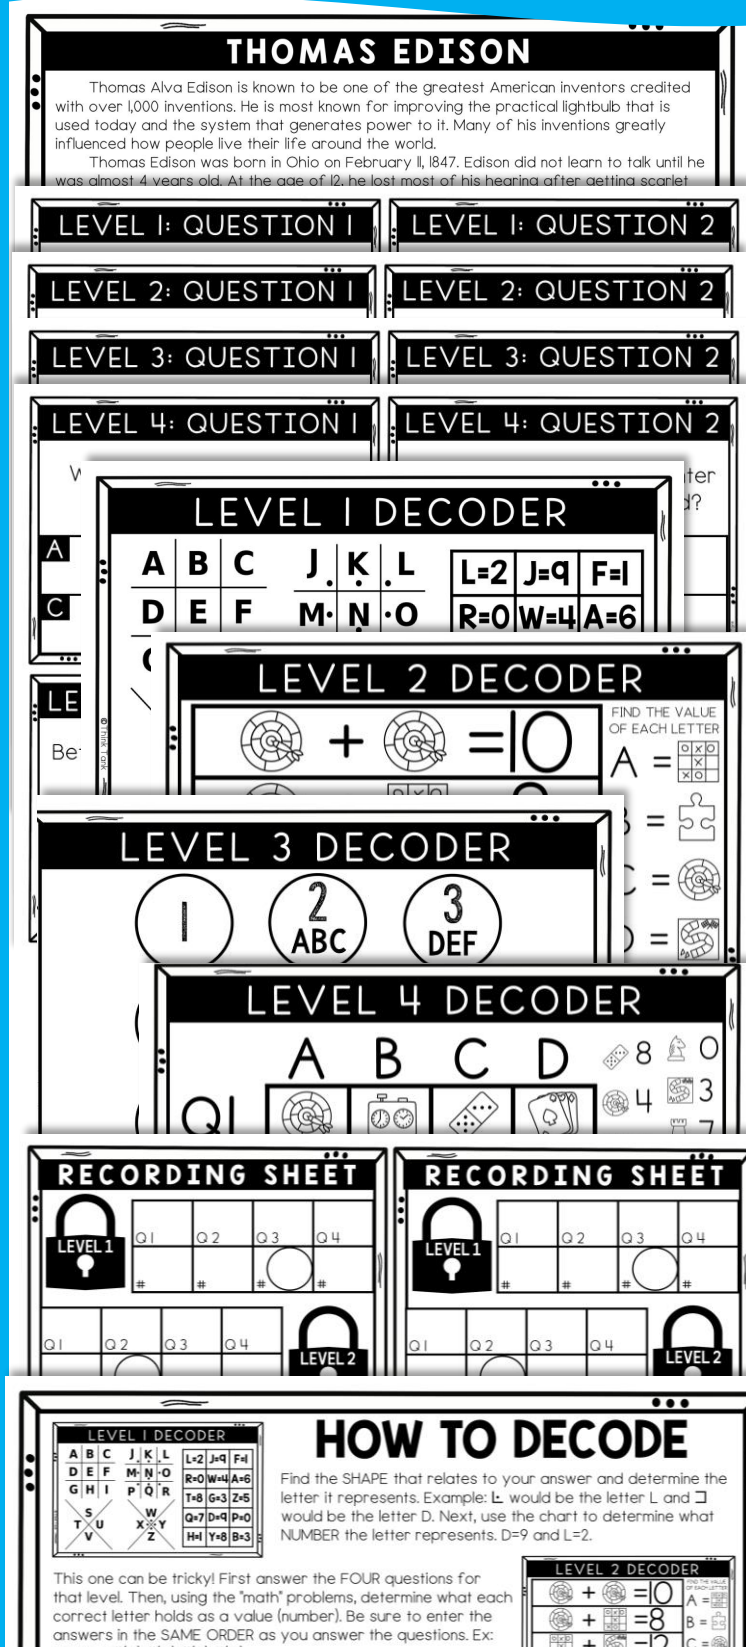 THOMAS EDISON
Thomas Alva Edison is known to be one of the greatest American inventors credited
with over 1,000 inventions. He is most known for improving the practical lightbulb that is
used today and the system that generates power to it. Many of his inventions greatly
influenced how people live their life around the world.
Thomas Edison was born in Ohio on February 11, 1847. Edison did not learn to talk until he
was almost 4 years old. At the age of 12, he lost most of his hearing after getting scarlet
LEVEL 1: QUESTION 1
LEVEL 1: QUESTION 2
LEVEL 2: QUESTION 1
LEVEL 2: QUESTION 2
LEVEL 3: QUESTION 1
LEVEL 3: QUESTION 2
LEVEL 4: QUESTION 1
LEVEL 4: QUESTION 2
A
C
LE
Be
LEVEL 1 DECODER
A B C
D E F
J. K. L.
M· N ·O
L=2 J=9 F=1
R=0 W=4 A=6
© Think Tank
LEVEL 2 DECODER
+ =10
FIND THE VALUE
OF EACH LETTER
A =
=
=
=
LEVEL 3 DECODER
1
2
ABC
3
DEF
LEVEL 4 DECODER
A B C D
Q1
8 0
4 3
7
RECORDING SHEET
LEVEL 1
Q1 Q2 Q3 Q4
# # # #
Q1 Q2 Q3 Q4
LEVEL 2
RECORDING SHEET
LEVEL 1
Q1 Q2 Q3 Q4
# # # #
Q1 Q2 Q3 Q4
LEVEL 2
HOW TO DECODE
LEVEL 1 DECODER
A B C
D E F
G H I
J K L
M N O
P Q R
S
T U
V
W
X Y
Z
L=2 J=9 F=1
R=0 W=4 A=6
T=8 G=3 Z=5
Q=7 D=9 P=0
H=1 Y=8 B=3
Find the SHAPE that relates to your answer and determine the
letter it represents. Example: would be the letter L and
would be the letter D. Next, use the chart to determine what
NUMBER the letter represents. D=9 and L=2.
This one can be tricky! First answer the FOUR questions for
that level. Then, using the "math" problems, determine what each
correct letter holds as a value (number). Be sure to enter the
answers in the SAME ORDER as you answer the questions. Ex:
LEVEL 2 DECODER
+ =10
+ =8
+
FIND THE VALUE
OF EACH LETTER
A =
B =
C =